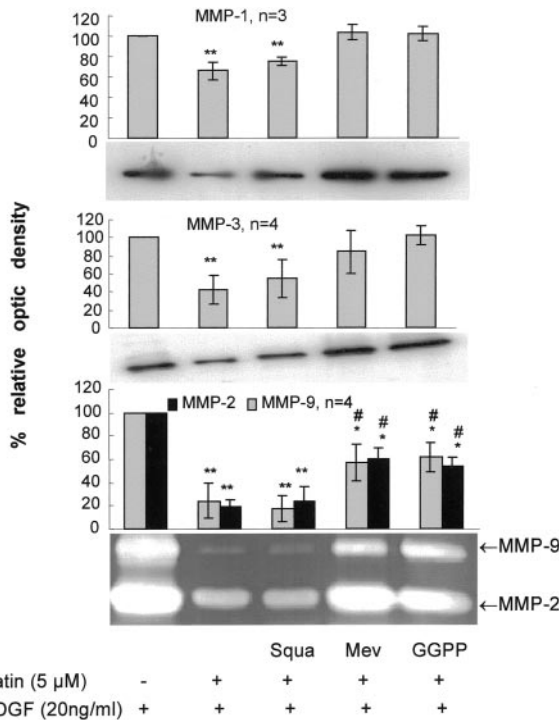 % relative optic density
MMP-1, n=3
120
100
80
60
40
20
0
** **
MMP-3, n=4
120
100
80
60
40
20
0
** **
MMP-2 MMP-9, n=4
120
100
80
60
40
20
0
** ** ** ** # * # * # * # *
←MMP-9
←MMP-2
Squa Mev GGPP
atin (5 µM) - + + + +
GF (20ng/ml) + + + + +